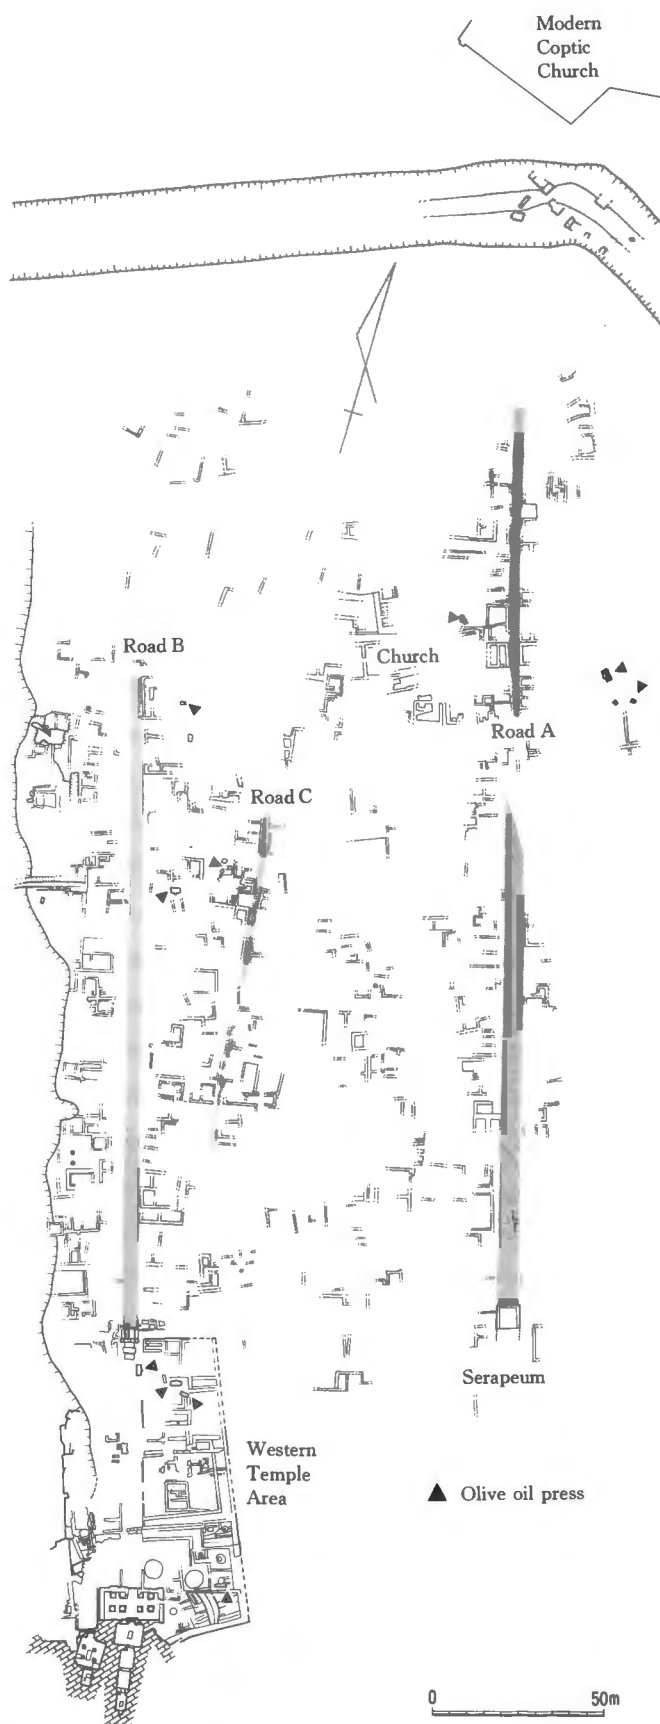 Modern
Coptic
Church
Road B
Church
Road A
Road C
Serapeum
Western
Temple
Area
▲ Olive oil press
0 50m